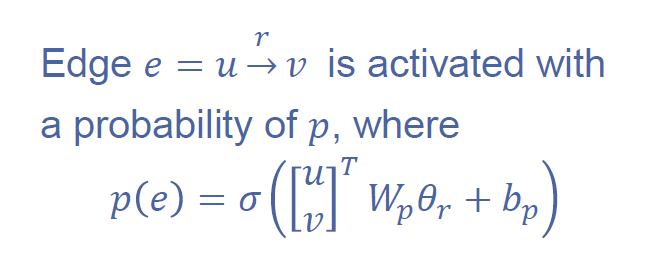 Edge e = u →^r v is activated with
a probability of p, where
p(e) = σ([u v]^T W_p θ_r + b_p)